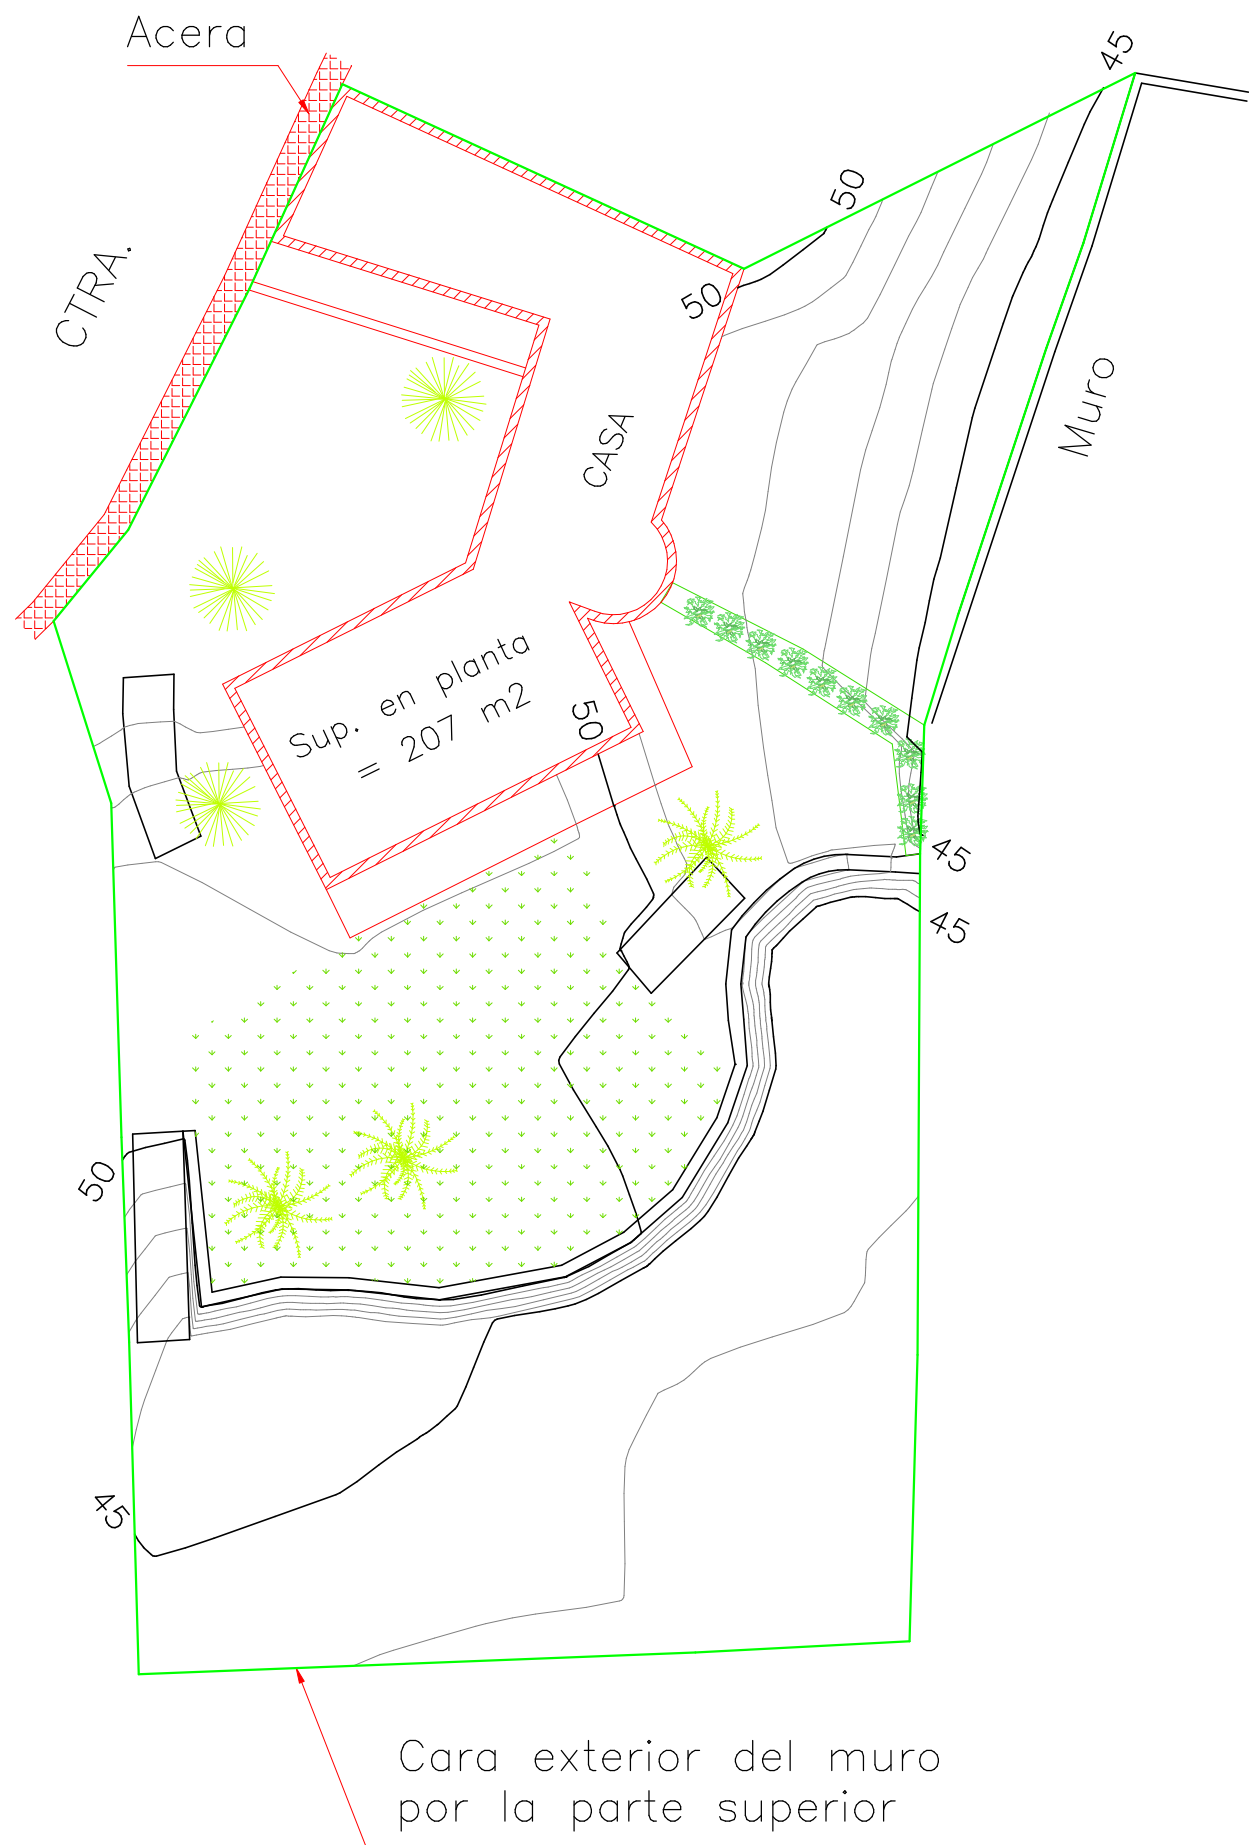 Acera
45
50
CTRA.
50
Muro
CASA
Sup. en planta
= 207 m2
50
45
45
50
45
Cara exterior del muro
por la parte superior